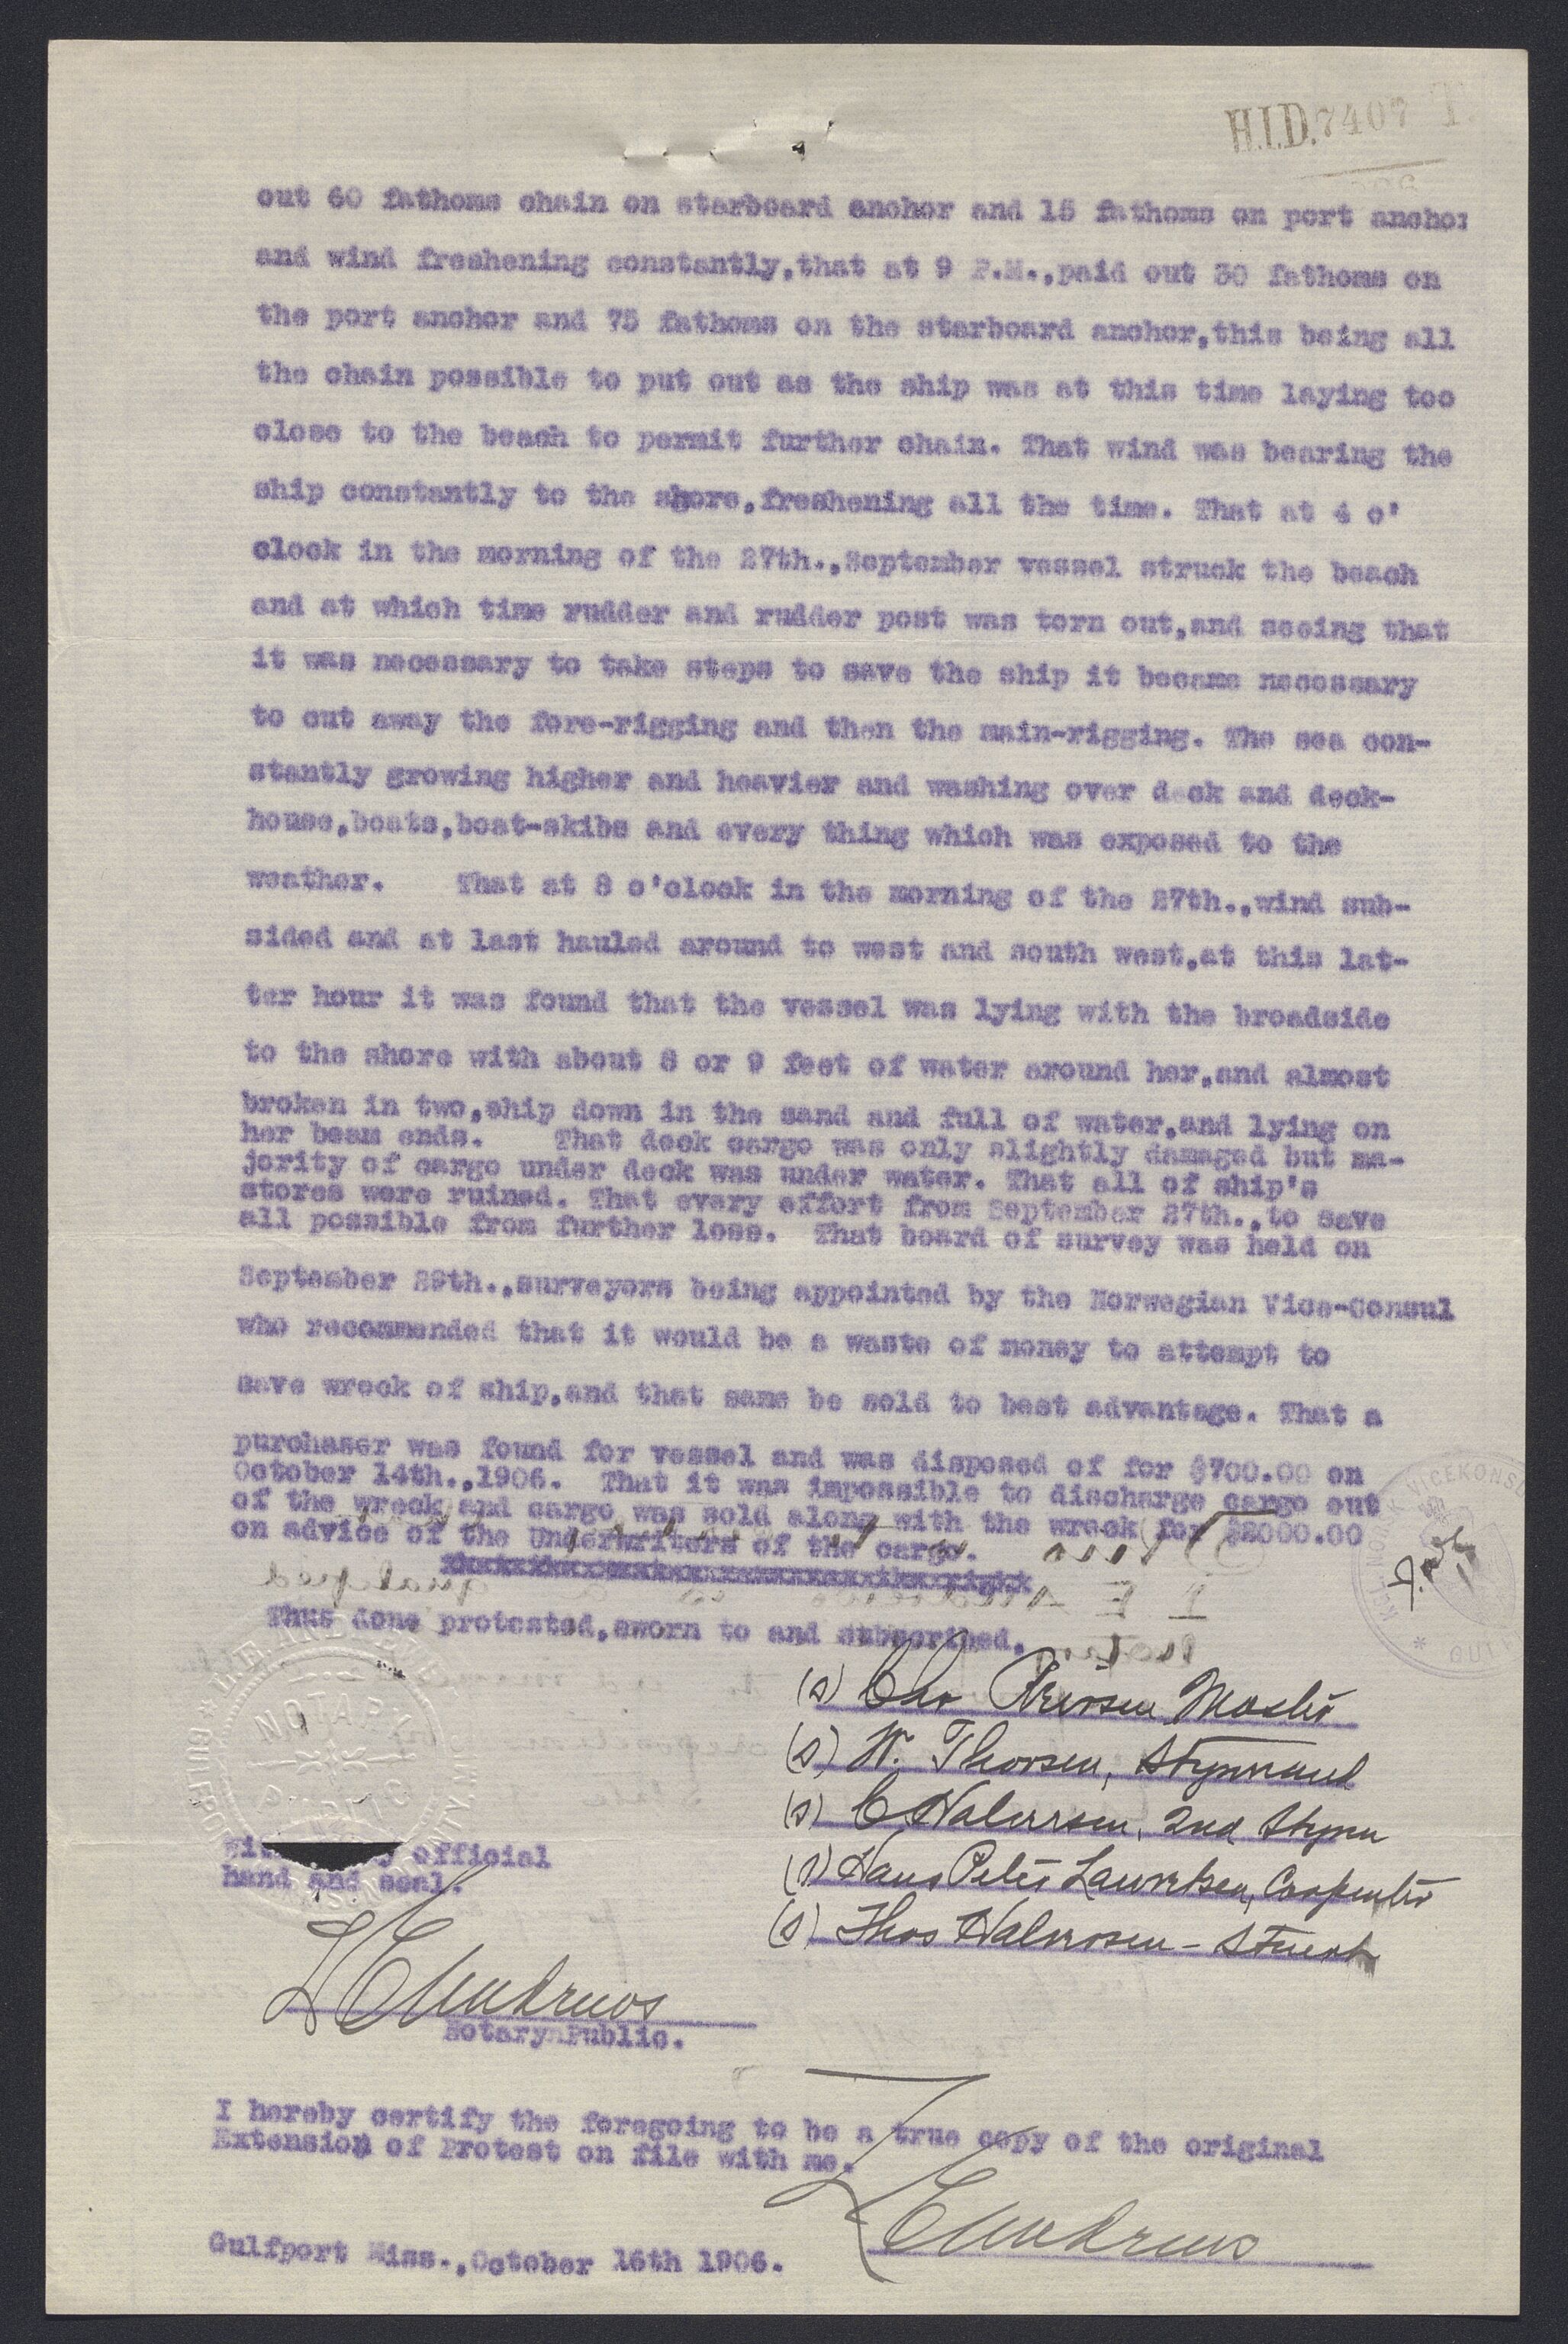 H.I.D. 7407 T.
out 60 fathoms chain on starboard anchor and 15 fathoms on port anchor
and wind freshening constantly,that at 9 P.M.,paid out 30 fathoms on
the port anchor and 75 fathoms on the starboard anchor,this being all
the chain possible to put out as the ship was at this time laying too
close to the beach to permit further chain. That wind was bearing the
ship constantly to the shore,freshening all the time. That at 4 o'
clock in the morning of the 27th.,September vessel struck the beach
and at which time rudder and rudder post was torn out,and seeing that
it was necessary to take steps to save the ship it became necessary
to cut away the fore-rigging and then the main-rigging. The sea con-
stantly growing higher and heavier and washing over deck and deck-
house,boats,boat-skibs and every thing which was exposed to the
weather. That at 8 o'clock in the morning of the 27th.,wind sub-
sided and at last hauled around to west and south west,at this lat-
ter hour it was found that the vessel was lying with the broadside
to the shore with about 8 or 9 feet of water around her,and almost
broken in two,ship down in the sand and full of water,and lying on
her beam ends. That deck cargo was only slightly damaged but ma-
jority of cargo under deck was under water. That all of ship's
stores were ruined. That every effort from September 27th.,to save
all possible from further loss. That board of survey was held on
September 29th.,surveyors being appointed by the Norwegian Vice-Consul
who recommended that it would be a waste of money to attempt to
save wreck of ship,and that same be sold to best advantage. That a
purchaser was found for vessel and was disposed of for $700.00 on
October 14th.,1906. That it was impossible to discharge cargo out
of the wreck and cargo was sold along with the wreck for $2000.00
on advice of the Underwriters of the cargo.
Thus done protested,sworn to and subscribed.
(s) Chr Reiersen Master
(s) W. Thorsen, Styrmand
(s) C Halvorsen, 2nd Styrm
(s) Hans Peter Lauritsen, Carpenter
(s) Thos Halvorsen - Stuert
NOTARY
official
hand and seal.
L E Andrews
Notary Public.
I hereby certify the foregoing to be a true copy of the original
Extension of Protest on file with me.
L E Andrews
Gulfport Miss.,October 16th 1906.